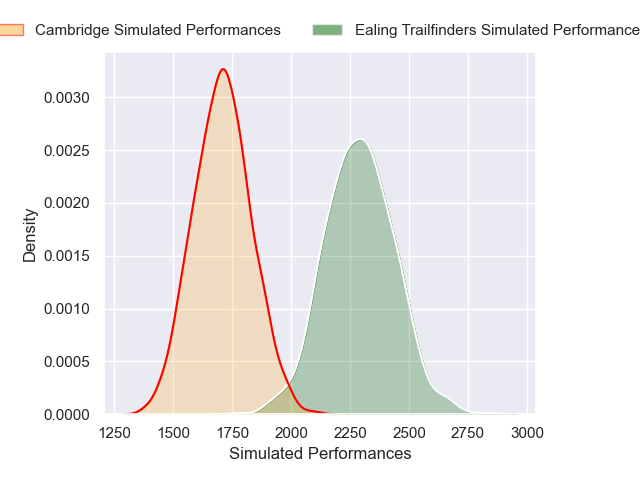 Cambridge Simulated Performances
Ealing Trailfinders Simulated Performance
0.0030
0.0025
0.0020
0.0015
0.0010
0.0005
0.0000
Density
1250 1500 1750 2000 2250 2500 2750 3000
Simulated Performances